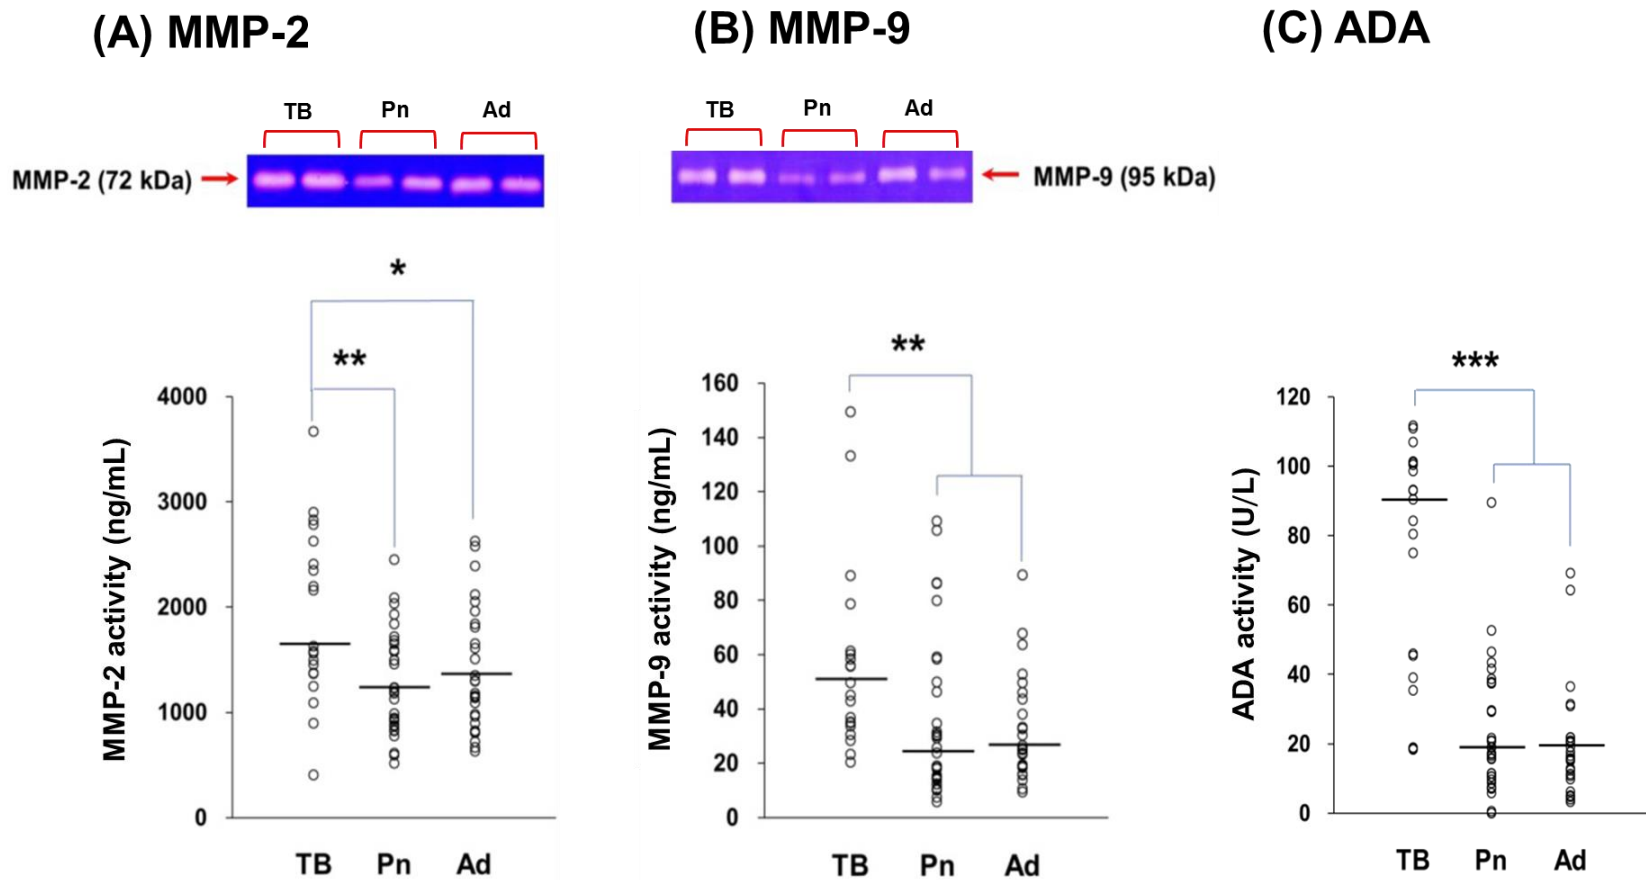 (A) MMP-2
(B) MMP-9
(C) ADA
TB Pn Ad
MMP-2 (72 kDa)
TB Pn Ad
MMP-9 (95 kDa)
*
**
MMP-2 activity (ng/mL)
4000
3000
2000
1000
0
TB Pn Ad
**
MMP-9 activity (ng/mL)
160
140
120
100
80
60
40
20
0
TB Pn Ad
***
ADA activity (U/L)
120
100
80
60
40
20
0
TB Pn Ad